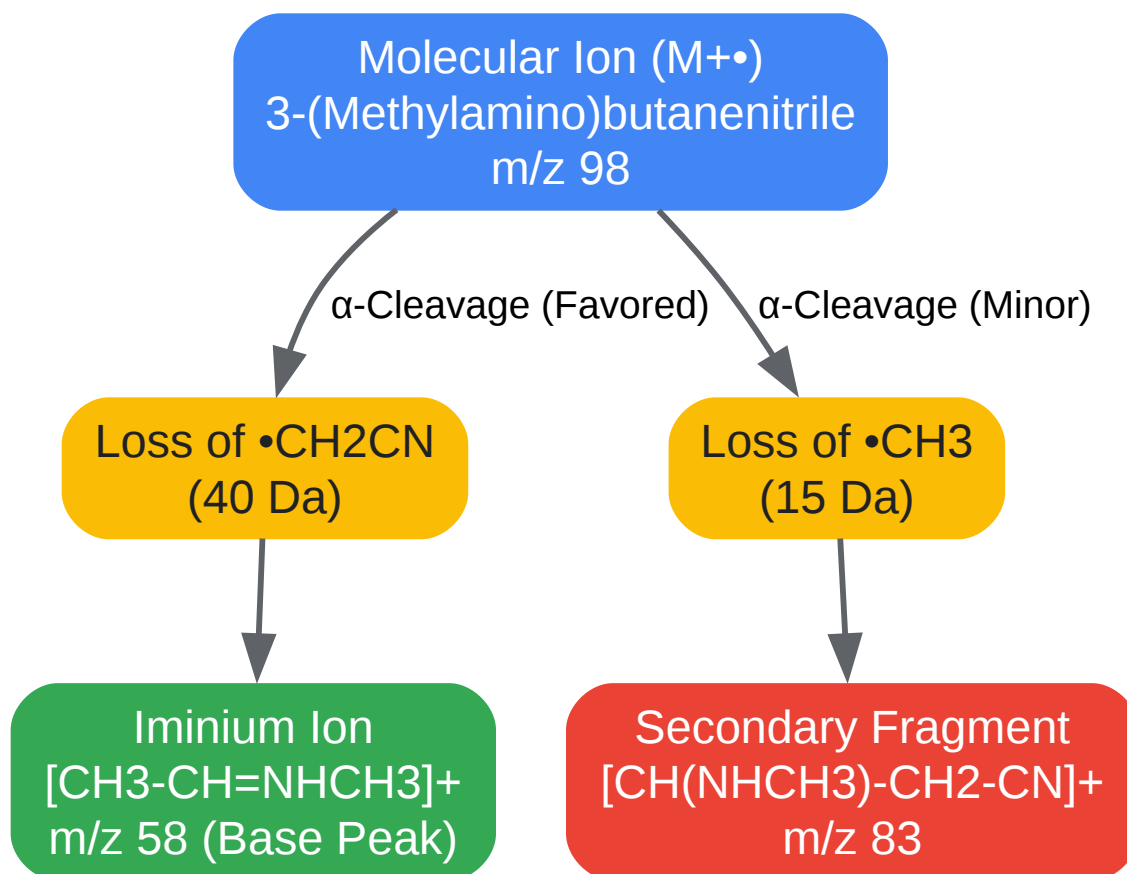 Molecular Ion (M+•)
3-(Methylamino)butanenitrile
m/z 98
α-Cleavage (Favored)
α-Cleavage (Minor)
Loss of •CH2CN
(40 Da)
Loss of •CH3
(15 Da)
Iminium Ion
[CH3-CH=NHCH3]+
m/z 58 (Base Peak)
Secondary Fragment
[CH(NHCH3)-CH2-CN]+
m/z 83